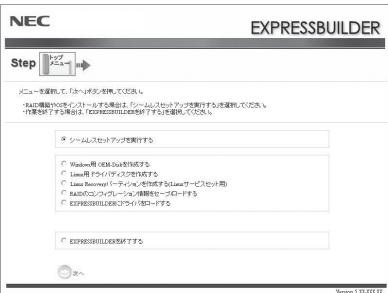 NEC
EXPRESSBUILDER
Step トップメニュー
メニューを選択して、「次へ」ボタンを押してください。
・RAID構築やOSをインストールする場合は、「シームレスセットアップを実行する」を選択してください。
・作業を終了する場合は、「EXPRESSBUILDERを終了する」を選択してください。
シームレスセットアップを実行する
Windows用 OEM-Diskを作成する
Linux用 ドライバディスクを作成する
Linux Recoveryパーティションを作成する(Linuxサービスセット用)
RAIDのコンフィグレーション情報をセーブ/ロードする
EXPRESSBUILDERにドライバをロードする
EXPRESSBUILDERを終了する
次へ
Version 5.XX-XXX.XX